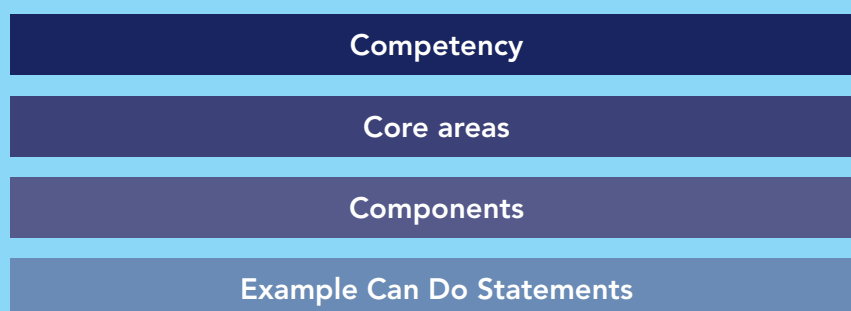 Competency
Core areas
Components
Example Can Do Statements